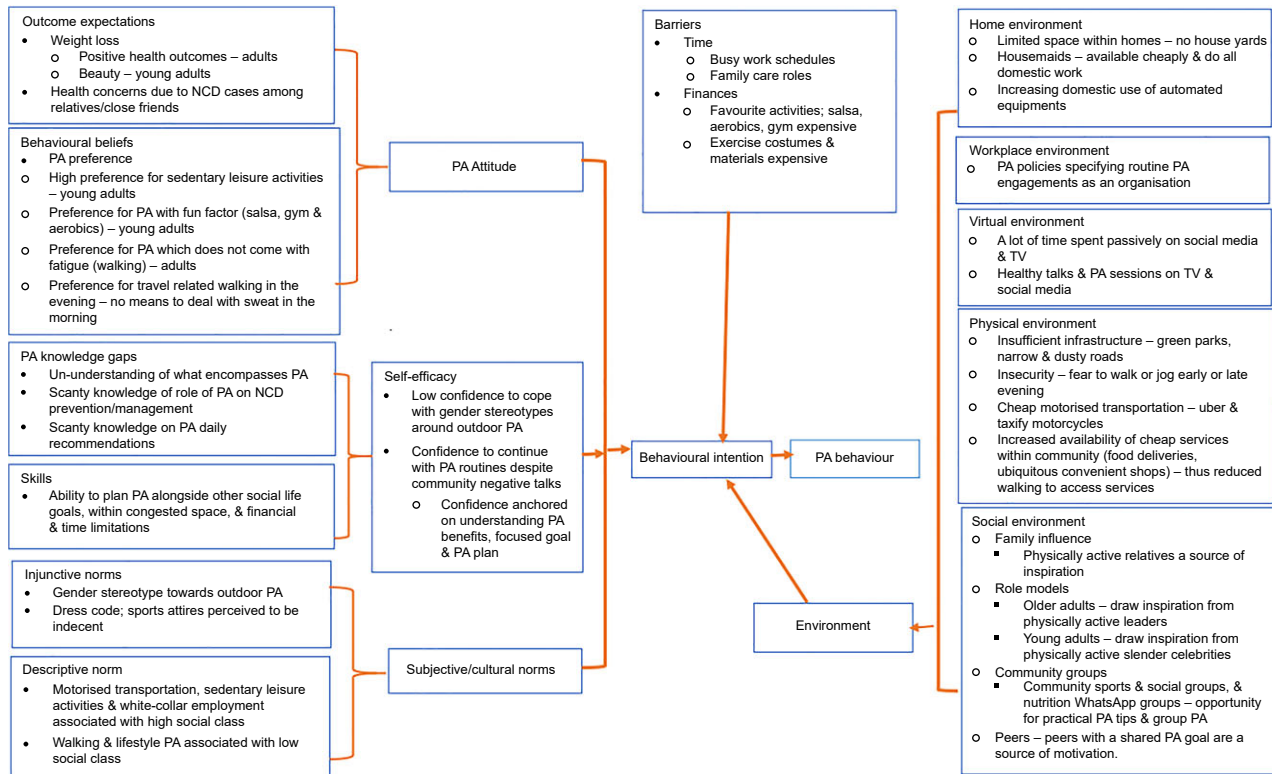 Outcome expectations
• Weight loss
o Positive health outcomes – adults
o Beauty – young adults
• Health concerns due to NCD cases among
relatives/close friends
Behavioural beliefs
• PA preference
o High preference for sedentary leisure activities
– young adults
o Preference for PA with fun factor (salsa, gym &
aerobics) – young adults
o Preference for PA which does not come with
fatigue (walking) – adults
o Preference for travel related walking in the
evening – no means to deal with sweat in the
morning
PA knowledge gaps
• Un-understanding of what encompasses PA
• Scanty knowledge of role of PA on NCD
prevention/management
• Scanty knowledge on PA daily
recommendations
Skills
• Ability to plan PA alongside other social life
goals, within congested space, & financial
& time limitations
Injunctive norms
• Gender stereotype towards outdoor PA
• Dress code; sports attires perceived to be
indecent
Descriptive norm
• Motorised transportation, sedentary leisure
activities & white-collar employment
associated with high social class
• Walking & lifestyle PA associated with low
social class
PA Attitude
Self-efficacy
• Low confidence to cope
with gender stereotypes
around outdoor PA
• Confidence to continue
with PA routines despite
community negative talks
o Confidence anchored
on understanding PA
benefits, focused goal
& PA plan
Subjective/cultural norms
Barriers
• Time
o Busy work schedules
o Family care roles
• Finances
o Favourite activities; salsa,
aerobics, gym expensive
o Exercise costumes &
materials expensive
Behavioural intention
PA behaviour
Environment
Home environment
o Limited space within homes – no house yards
o Housemaids – available cheaply & do all
domestic work
o Increasing domestic use of automated
equipments
Workplace environment
o PA policies specifying routine PA
engagements as an organisation
Virtual environment
o A lot of time spent passively on social media
& TV
o Healthy talks & PA sessions on TV &
social media
Physical environment
o Insufficient infrastructure – green parks,
narrow & dusty roads
o Insecurity – fear to walk or jog early or late
evening
o Cheap motorised transportation – uber &
taxify motorcycles
o Increased availability of cheap services
within community (food deliveries,
ubiquitous convenient shops) – thus reduced
walking to access services
Social environment
o Family influence
▪ Physically active relatives a source of
inspiration
o Role models
▪ Older adults – draw inspiration from
physically active leaders
▪ Young adults – draw inspiration from
physically active slender celebrities
o Community groups
▪ Community sports & social groups, &
nutrition WhatsApp groups – opportunity
for practical PA tips & group PA
o Peers – peers with a shared PA goal are a
source of motivation.